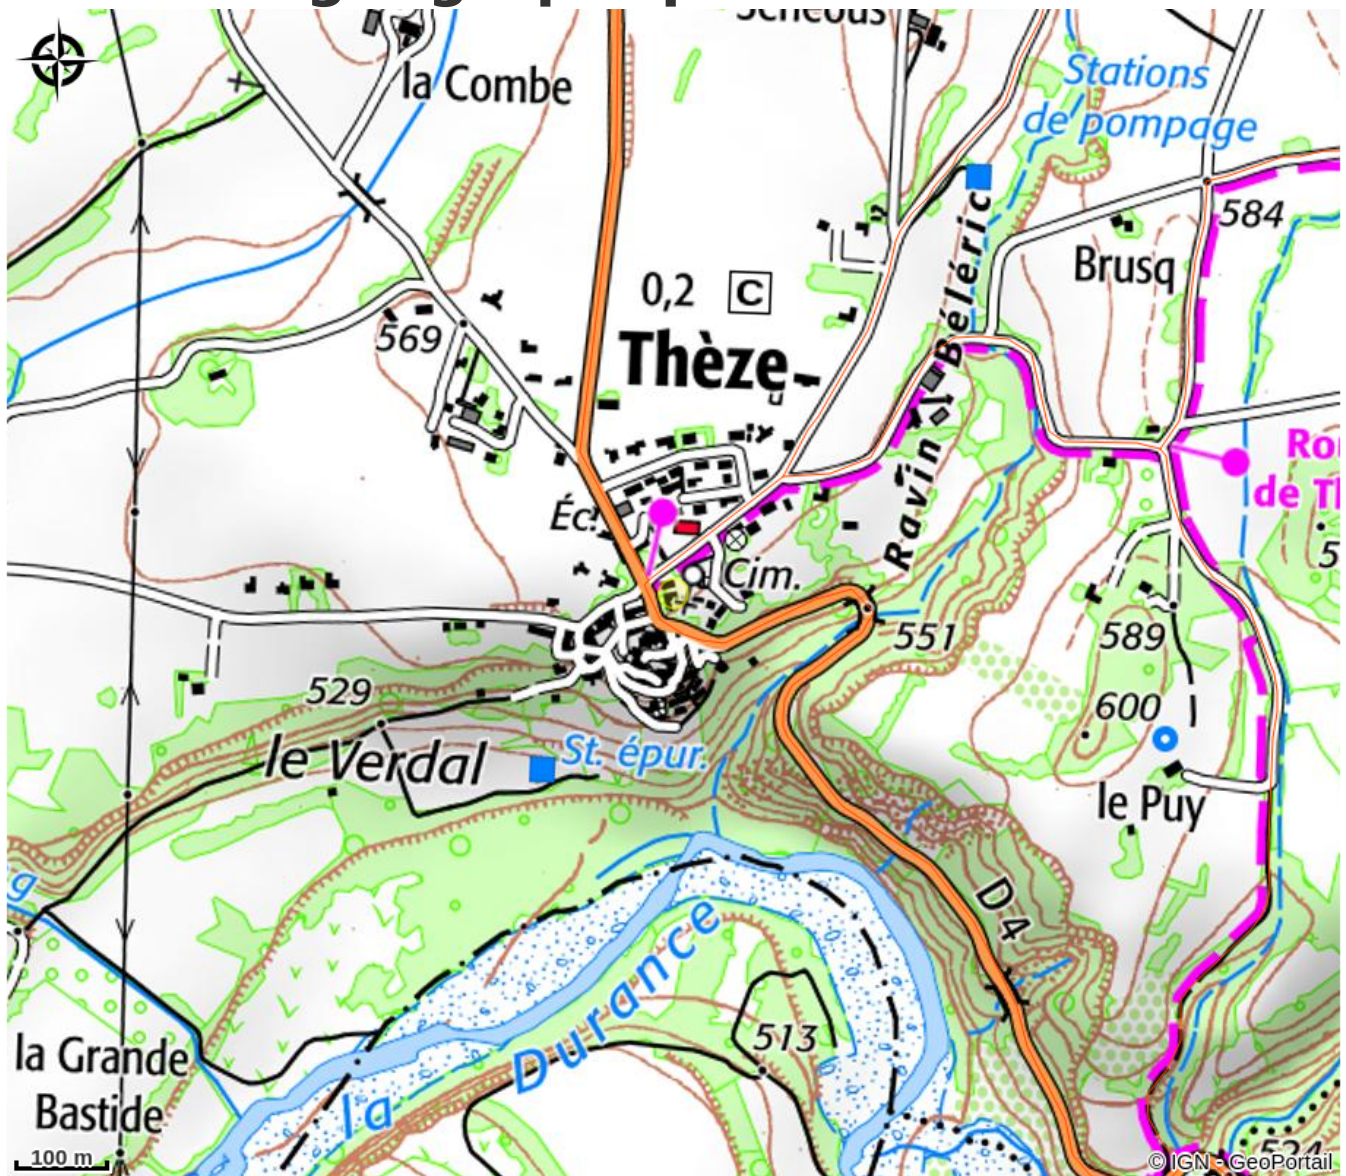 la Combe
Stations
de pompage
584
Brusq
0,2 C
569
Thèze
Ravin Béléric
Éc.
Cim.
551
589
529
600
le Verdal
St. épur.
le Puy
D 4
la Durance
513
la Grande
Bastide
100 m
© IGN - GeoPortail